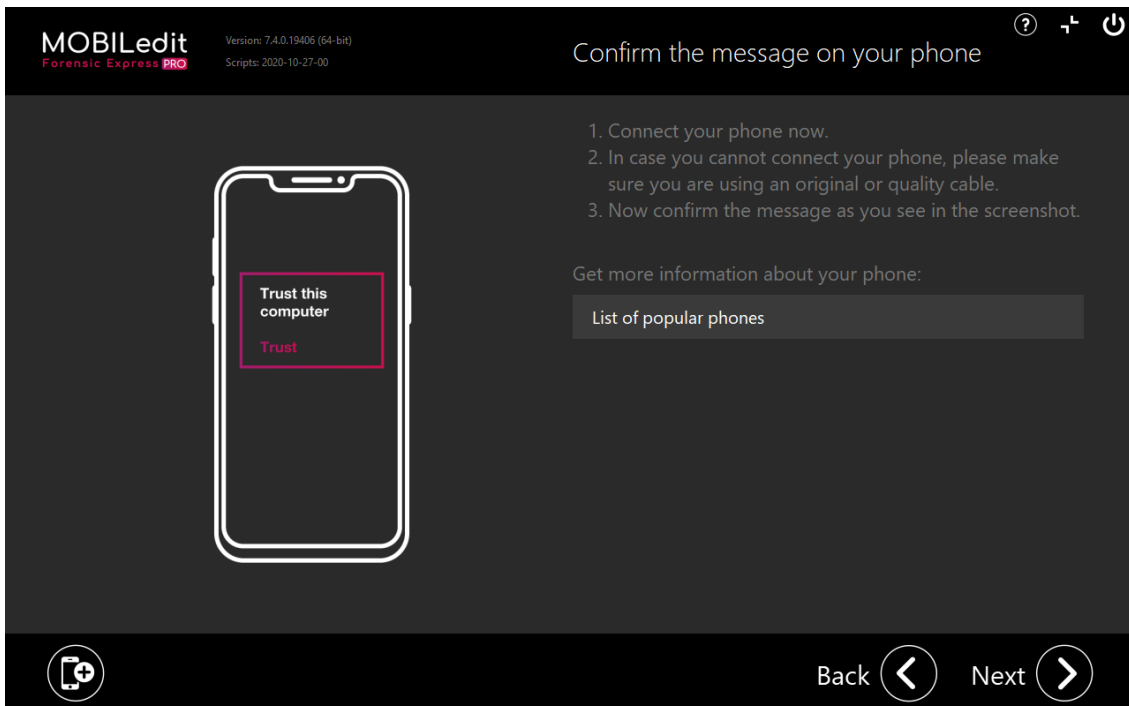 MOBILedit
Forensic Express PRO
Version: 7.4.0.19406 (64-bit)
Scripts: 2020-10-27-00
Confirm the message on your phone
?
1. Connect your phone now.
2. In case you cannot connect your phone, please make
sure you are using an original or quality cable.
3. Now confirm the message as you see in the screenshot.
Trust this
computer
Trust
Get more information about your phone:
List of popular phones
Back
Next